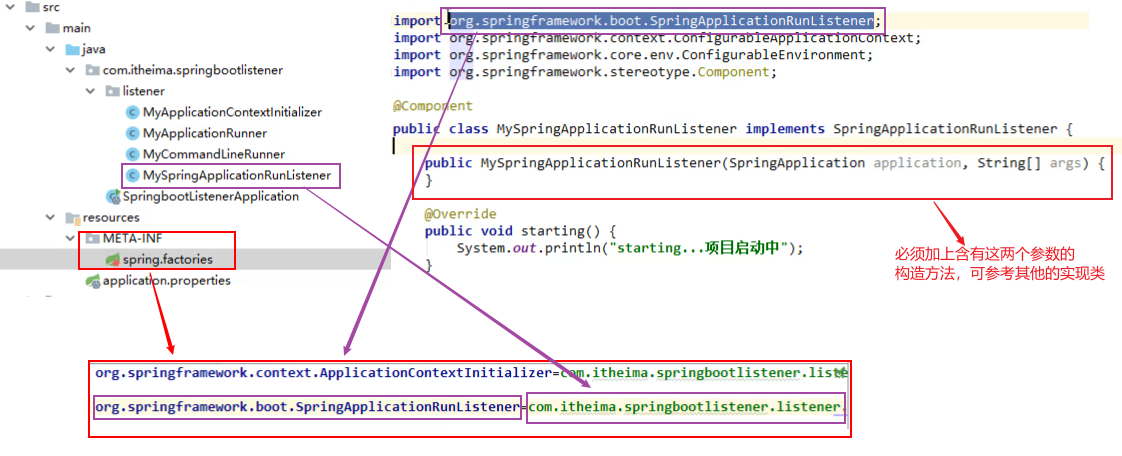 src
main
java
com.itheima.springbootlistener
listener
MyApplicationContextInitializer
MyApplicationRunner
MyCommandLineRunner
MySpringApplicationRunListener
SpringbootListenerApplication
resources
META-INF
spring.factories
application.properties
import org.springframework.boot.SpringApplicationRunListener;
import org.springframework.context.ConfigurableApplicationContext;
import org.springframework.core.env.ConfigurableEnvironment;
import org.springframework.stereotype.Component;
@Component
public class MySpringApplicationRunListener implements SpringApplicationRunListener {
public MySpringApplicationRunListener(SpringApplication application, String[] args) {
}
@Override
public void starting() {
System.out.println("starting...项目启动中");
}
必须加上含有这两个参数的
构造方法，可参考其他的实现类
org.springframework.context.ApplicationContextInitializer=com.itheima.springbootlistener.liste
org.springframework.boot.SpringApplicationRunListener=com.itheima.springbootlistener.listener.